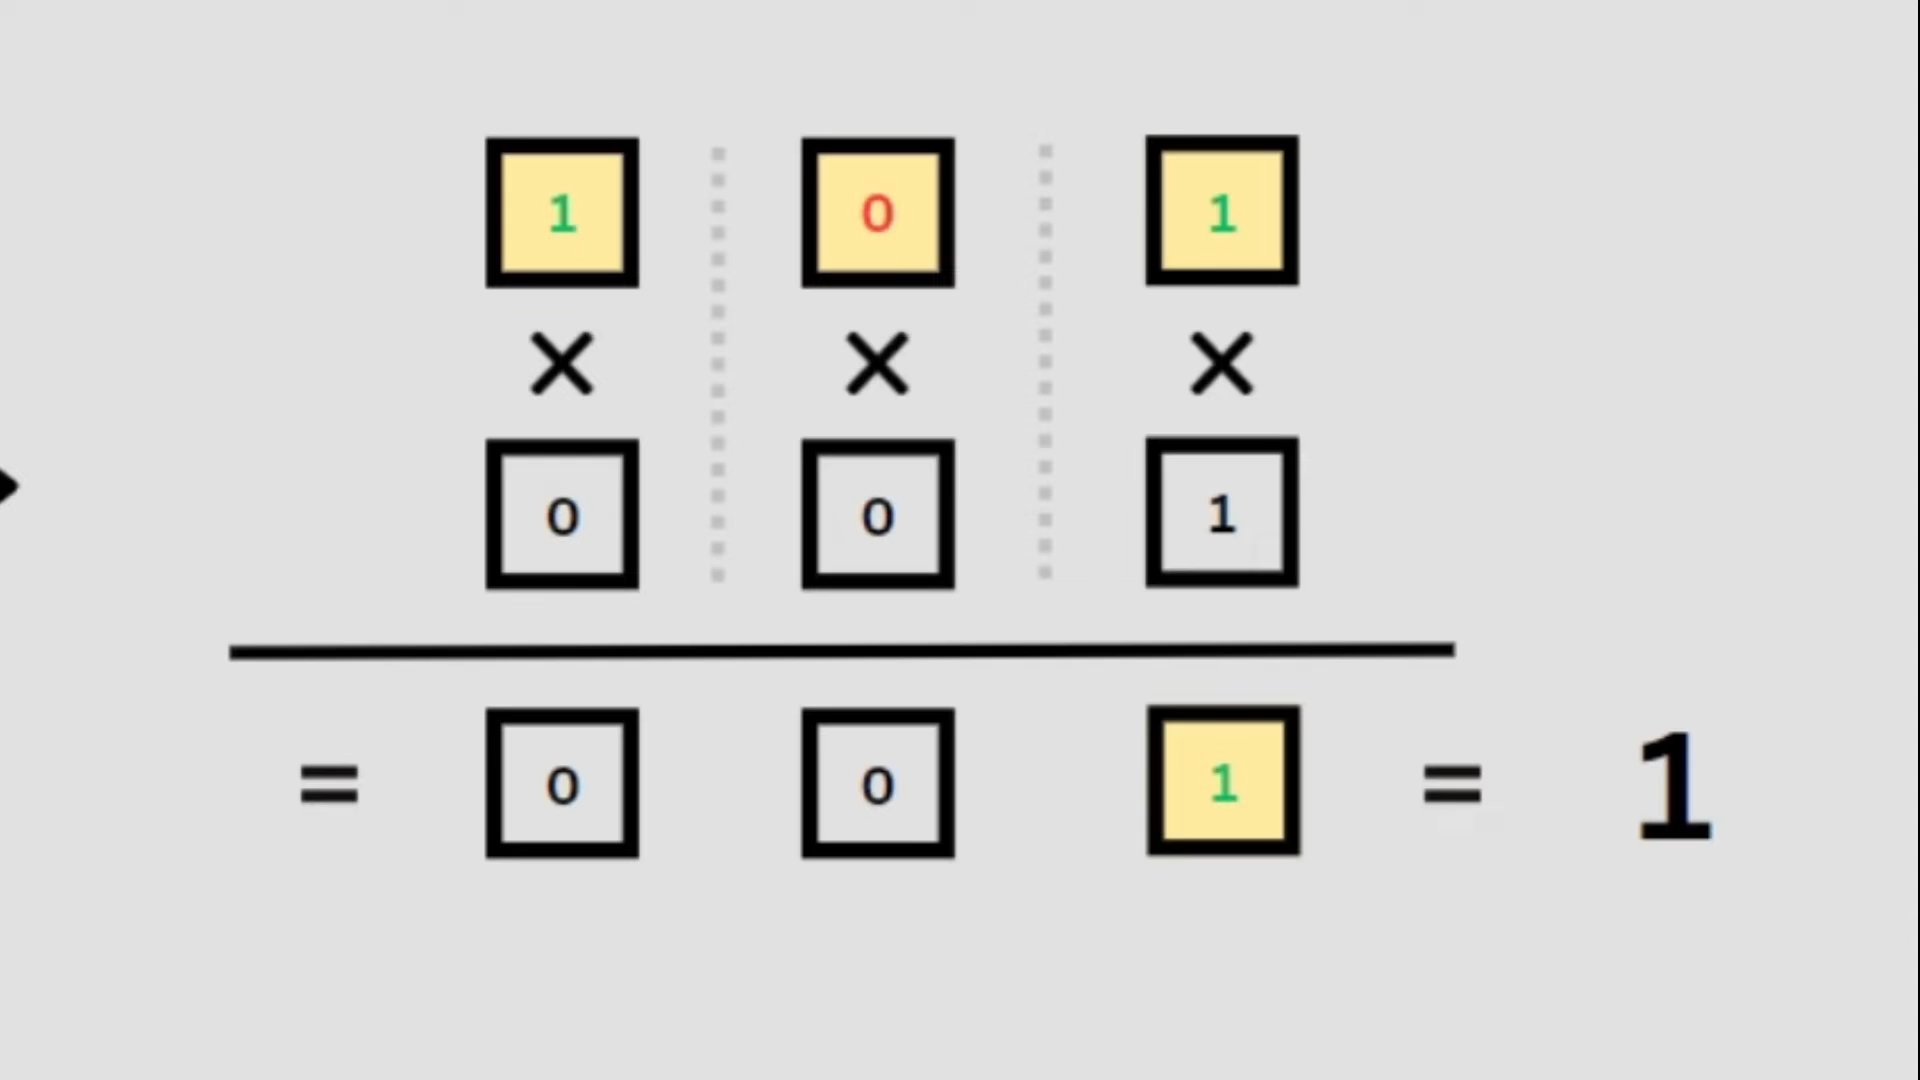 1 0 1
× × ×
0 0 1
= 0 0 1 = 1